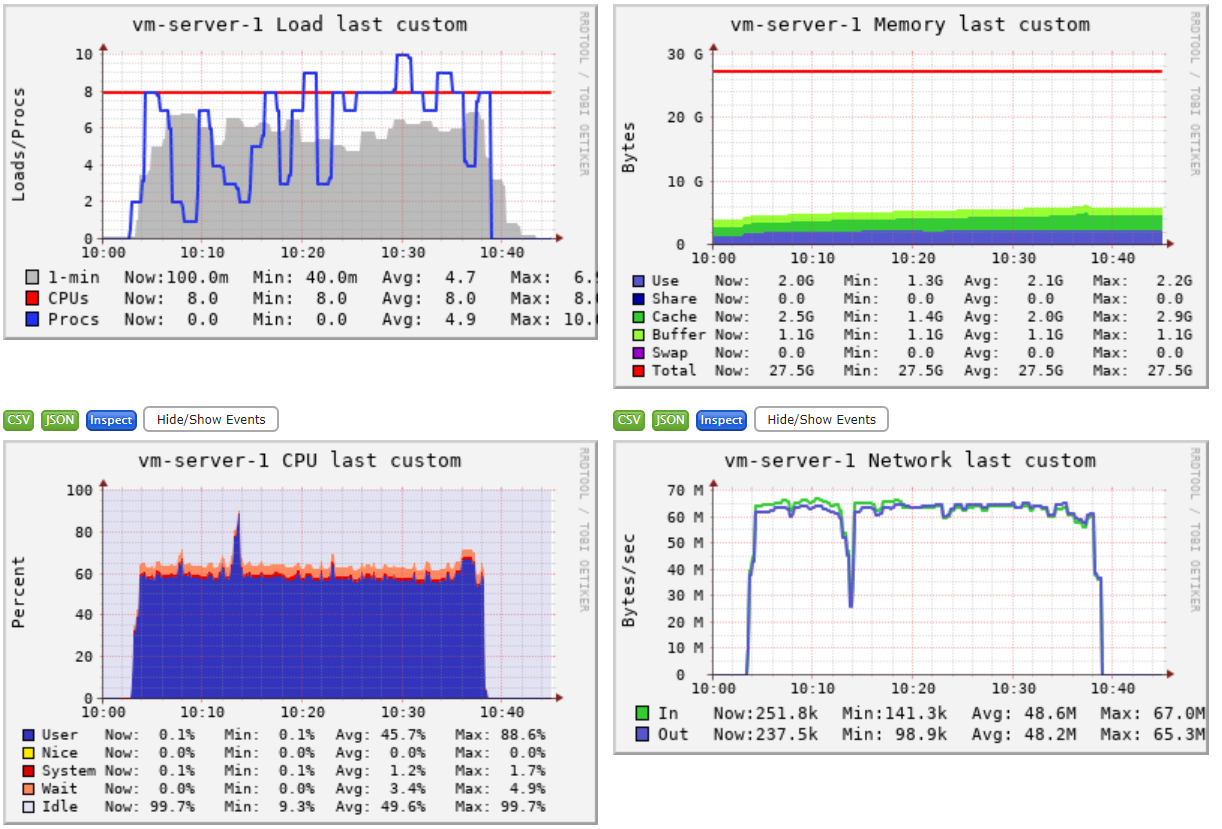 vm-server-1 Load last custom
RRDTOOL / TOBI OETIKER
Loads/Procs
10
8
6
4
2
0
10:00 10:10 10:20 10:30 10:40
1-min Now:100.0m Min: 40.0m Avg: 4.7 Max: 6.9
CPUs Now: 8.0 Min: 8.0 Avg: 8.0 Max: 8.
Procs Now: 0.0 Min: 0.0 Avg: 4.9 Max: 10.
vm-server-1 Memory last custom
RRDTOOL / TOBI OETIKER
Bytes
30 G
20 G
10 G
0
10:00 10:10 10:20 10:30 10:40
Use Now: 2.0G Min: 1.3G Avg: 2.1G Max: 2.2G
Share Now: 0.0 Min: 0.0 Avg: 0.0 Max: 0.0
Cache Now: 2.5G Min: 1.4G Avg: 2.0G Max: 2.9G
Buffer Now: 1.1G Min: 1.1G Avg: 1.1G Max: 1.1G
Swap Now: 0.0 Min: 0.0 Avg: 0.0 Max: 0.0
Total Now: 27.5G Min: 27.5G Avg: 27.5G Max: 27.5G
CSV JSON Inspect Hide/Show Events
CSV JSON Inspect Hide/Show Events
vm-server-1 CPU last custom
RRDTOOL / TOBI OETIKER
Percent
100
80
60
40
20
0
10:00 10:10 10:20 10:30 10:40
User Now: 0.1% Min: 0.1% Avg: 45.7% Max: 88.6%
Nice Now: 0.0% Min: 0.0% Avg: 0.0% Max: 0.0%
System Now: 0.1% Min: 0.1% Avg: 1.2% Max: 1.7%
Wait Now: 0.0% Min: 0.0% Avg: 3.4% Max: 4.9%
Idle Now: 99.7% Min: 9.3% Avg: 49.6% Max: 99.7%
vm-server-1 Network last custom
RRDTOOL / TOBI OETIKER
Bytes/sec
70 M
60 M
50 M
40 M
30 M
20 M
10 M
0
10:00 10:10 10:20 10:30 10:40
In Now:251.8k Min:141.3k Avg: 48.6M Max: 67.0M
Out Now:237.5k Min: 98.9k Avg: 48.2M Max: 65.3M